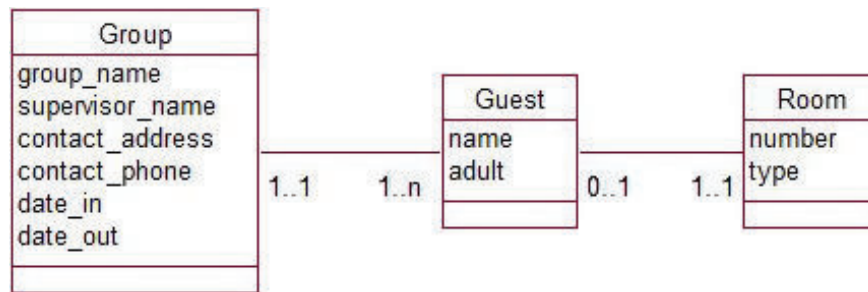 Group
group_name
supervisor_name
contact_address
contact_phone
date_in
date_out
1..1
1..n
Guest
name
adult
0..1
1..1
Room
number
type